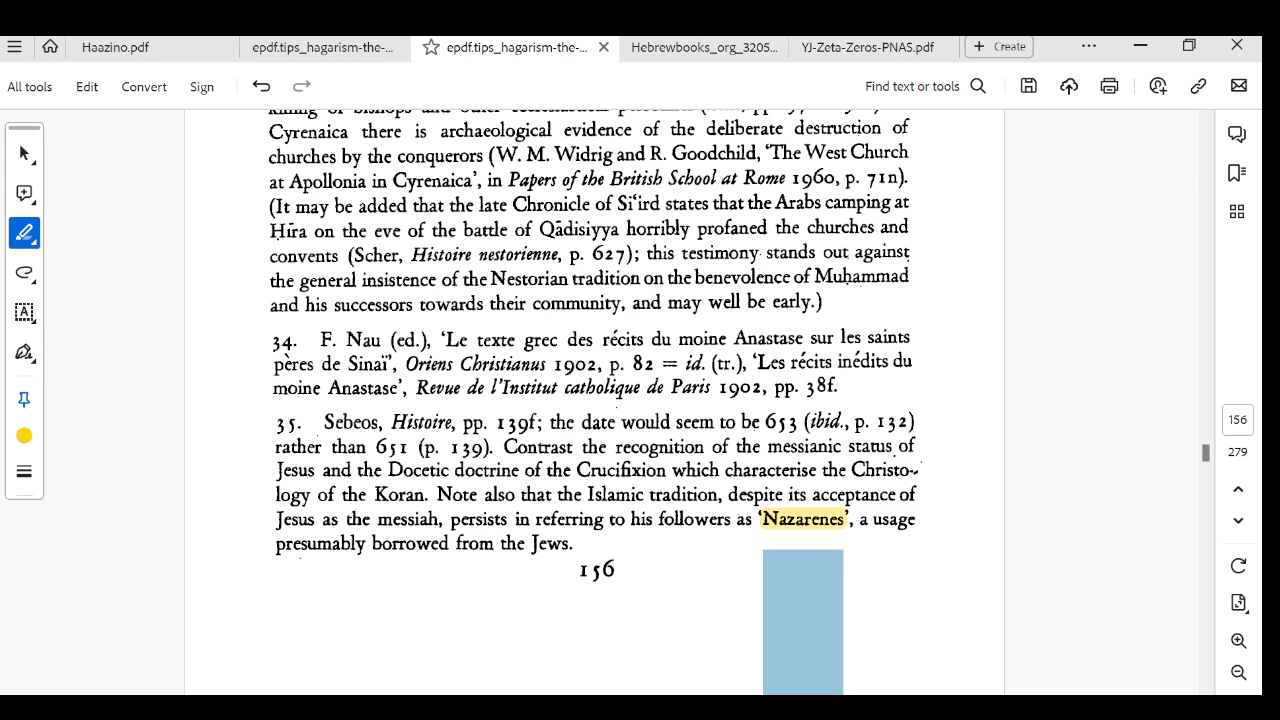 Haazino.pdf
epdf.tips_hagarism-the-...
epdf.tips_hagarism-the-...
Hebrewbooks_org_3205...
YJ-Zeta-Zeros-PNAS.pdf
Create
All tools
Edit
Convert
Sign
Find text or tools
killing of bishops and other ecclesiastical
Cyrenaica there is archaeological evidence of the deliberate destruction of
churches by the conquerors (W. M. Widrig and R. Goodchild, 'The West Church
at Apollonia in Cyrenaica', in Papers of the British School at Rome 1960, p. 71n).
(It may be added that the late Chronicle of Si‘ird states that the Arabs camping at
Ḥīra on the eve of the battle of Qādisiyya horribly profaned the churches and
convents (Scher, Histoire nestorienne, p. 627); this testimony stands out against
the general insistence of the Nestorian tradition on the benevolence of Muḥammad
and his successors towards their community, and may well be early.)
34. F. Nau (ed.), 'Le texte grec des récits du moine Anastase sur les saints
pères de Sinaï', Oriens Christianus 1902, p. 82 = id. (tr.), 'Les récits inédits du
moine Anastase', Revue de l'Institut catholique de Paris 1902, pp. 38f.
35. Sebeos, Histoire, pp. 139f; the date would seem to be 653 (ibid., p. 132)
rather than 651 (p. 139). Contrast the recognition of the messianic status of
Jesus and the Docetic doctrine of the Crucifixion which characterise the Christo-
logy of the Koran. Note also that the Islamic tradition, despite its acceptance of
Jesus as the messiah, persists in referring to his followers as 'Nazarenes', a usage
presumably borrowed from the Jews.
156
156
279